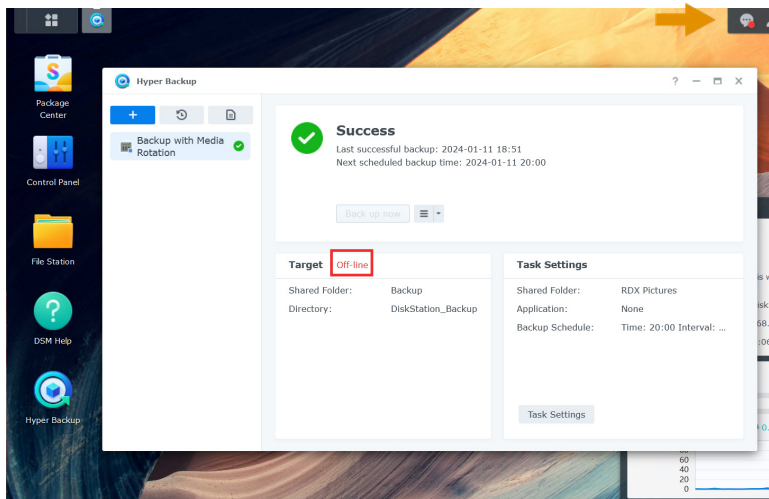 Package
Center
Control Panel
File Station
DSM Help
Hyper Backup
Hyper Backup
?
Backup with Media
Rotation
Success
Last successful backup: 2024-01-11 18:51
Next scheduled backup time: 2024-01-11 20:00
Back up now
Target Off-line
Shared Folder: Backup
Directory: DiskStation_Backup
Task Settings
Shared Folder: RDX Pictures
Application: None
Backup Schedule: Time: 20:00 Interval: ...
Task Settings
60
40
20
0